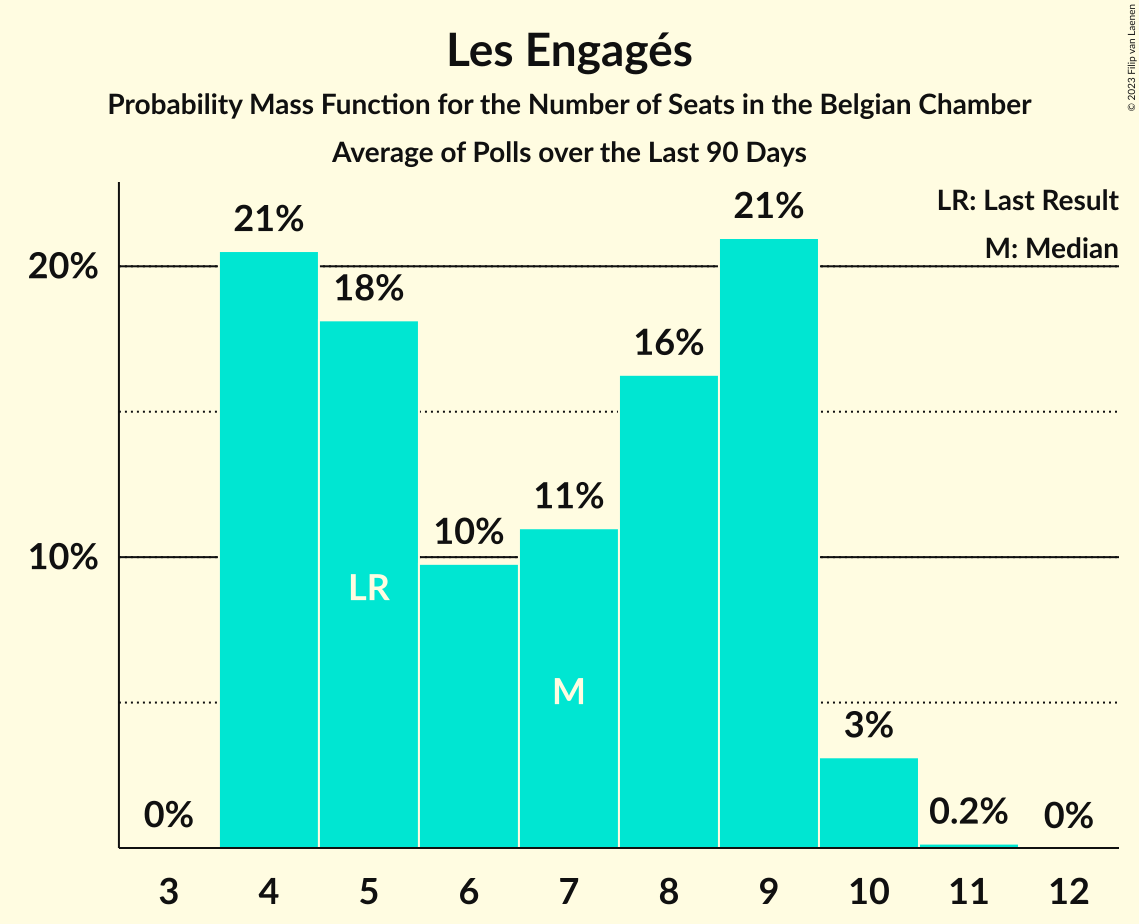 Les Engagés
Probability Mass Function for the Number of Seats in the Belgian Chamber
Average of Polls over the Last 90 Days
© 2023 Filip van Laenen
LR: Last Result
M: Median
20%
10%
0%
21%
18%
10%
11%
16%
21%
3%
0.2%
0%
LR
M
3 4 5 6 7 8 9 10 11 12